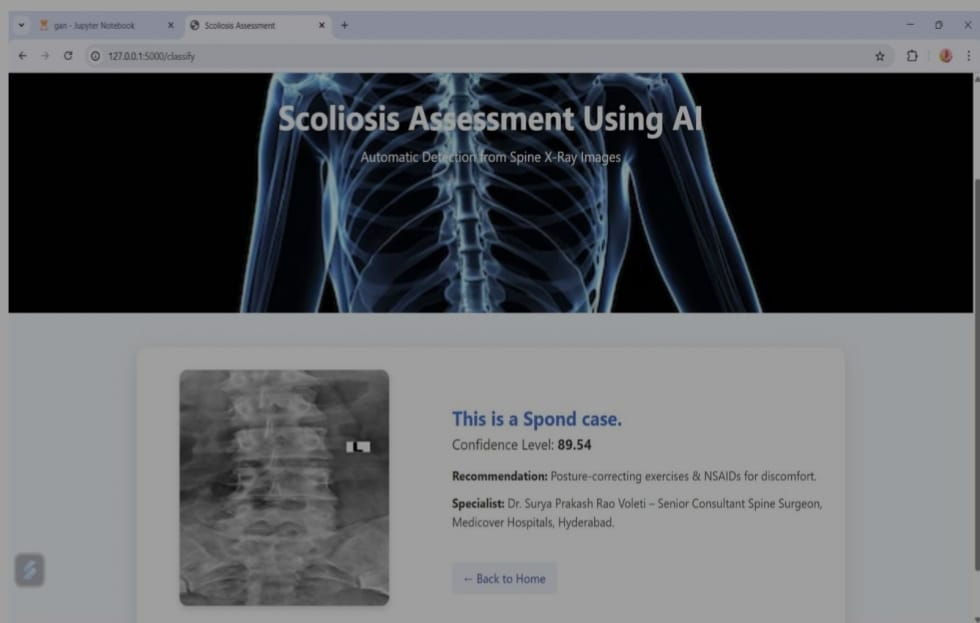 gan - Jupyter Notebook
Scoliosis Assessment
127.0.0.1:5000/classify
Scoliosis Assessment Using AI
Automatic Detection from Spine X-Ray Images
L
This is a Spond case.
Confidence Level: 89.54
Recommendation: Posture-correcting exercises & NSAIDs for discomfort.
Specialist: Dr. Surya Prakash Rao Voleti – Senior Consultant Spine Surgeon,
Medicover Hospitals, Hyderabad.
← Back to Home